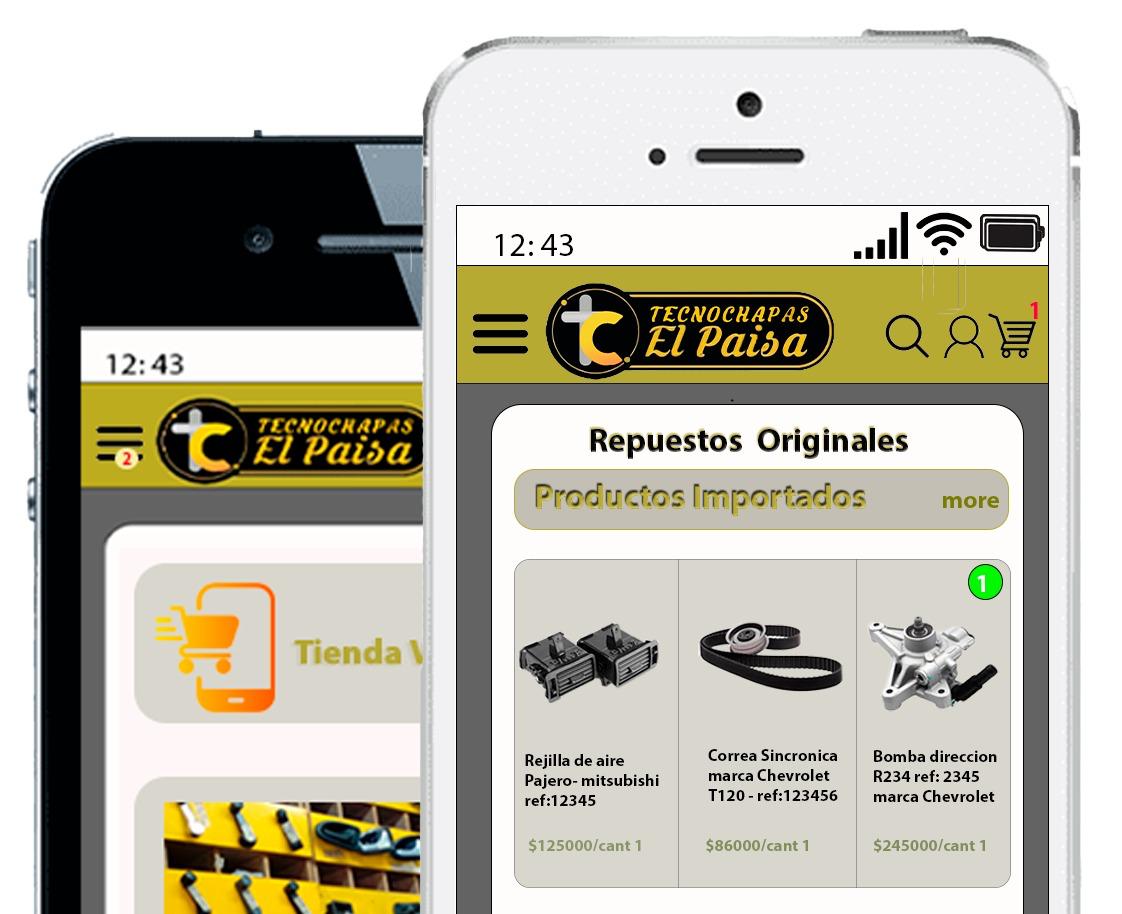 12: 43
TECNOCHAPAS
El Paisa
2
Tienda
12: 43
TECNOCHAPAS
El Paisa
1
Repuestos Originales
Productos Importados
more
1
Rejilla de aire
Pajero- mitsubishi
ref:12345
$125000/cant 1
Correa Sincronica
marca Chevrolet
T120 - ref:123456
$86000/cant 1
Bomba direccion
R234 ref: 2345
marca Chevrolet
$245000/cant 1